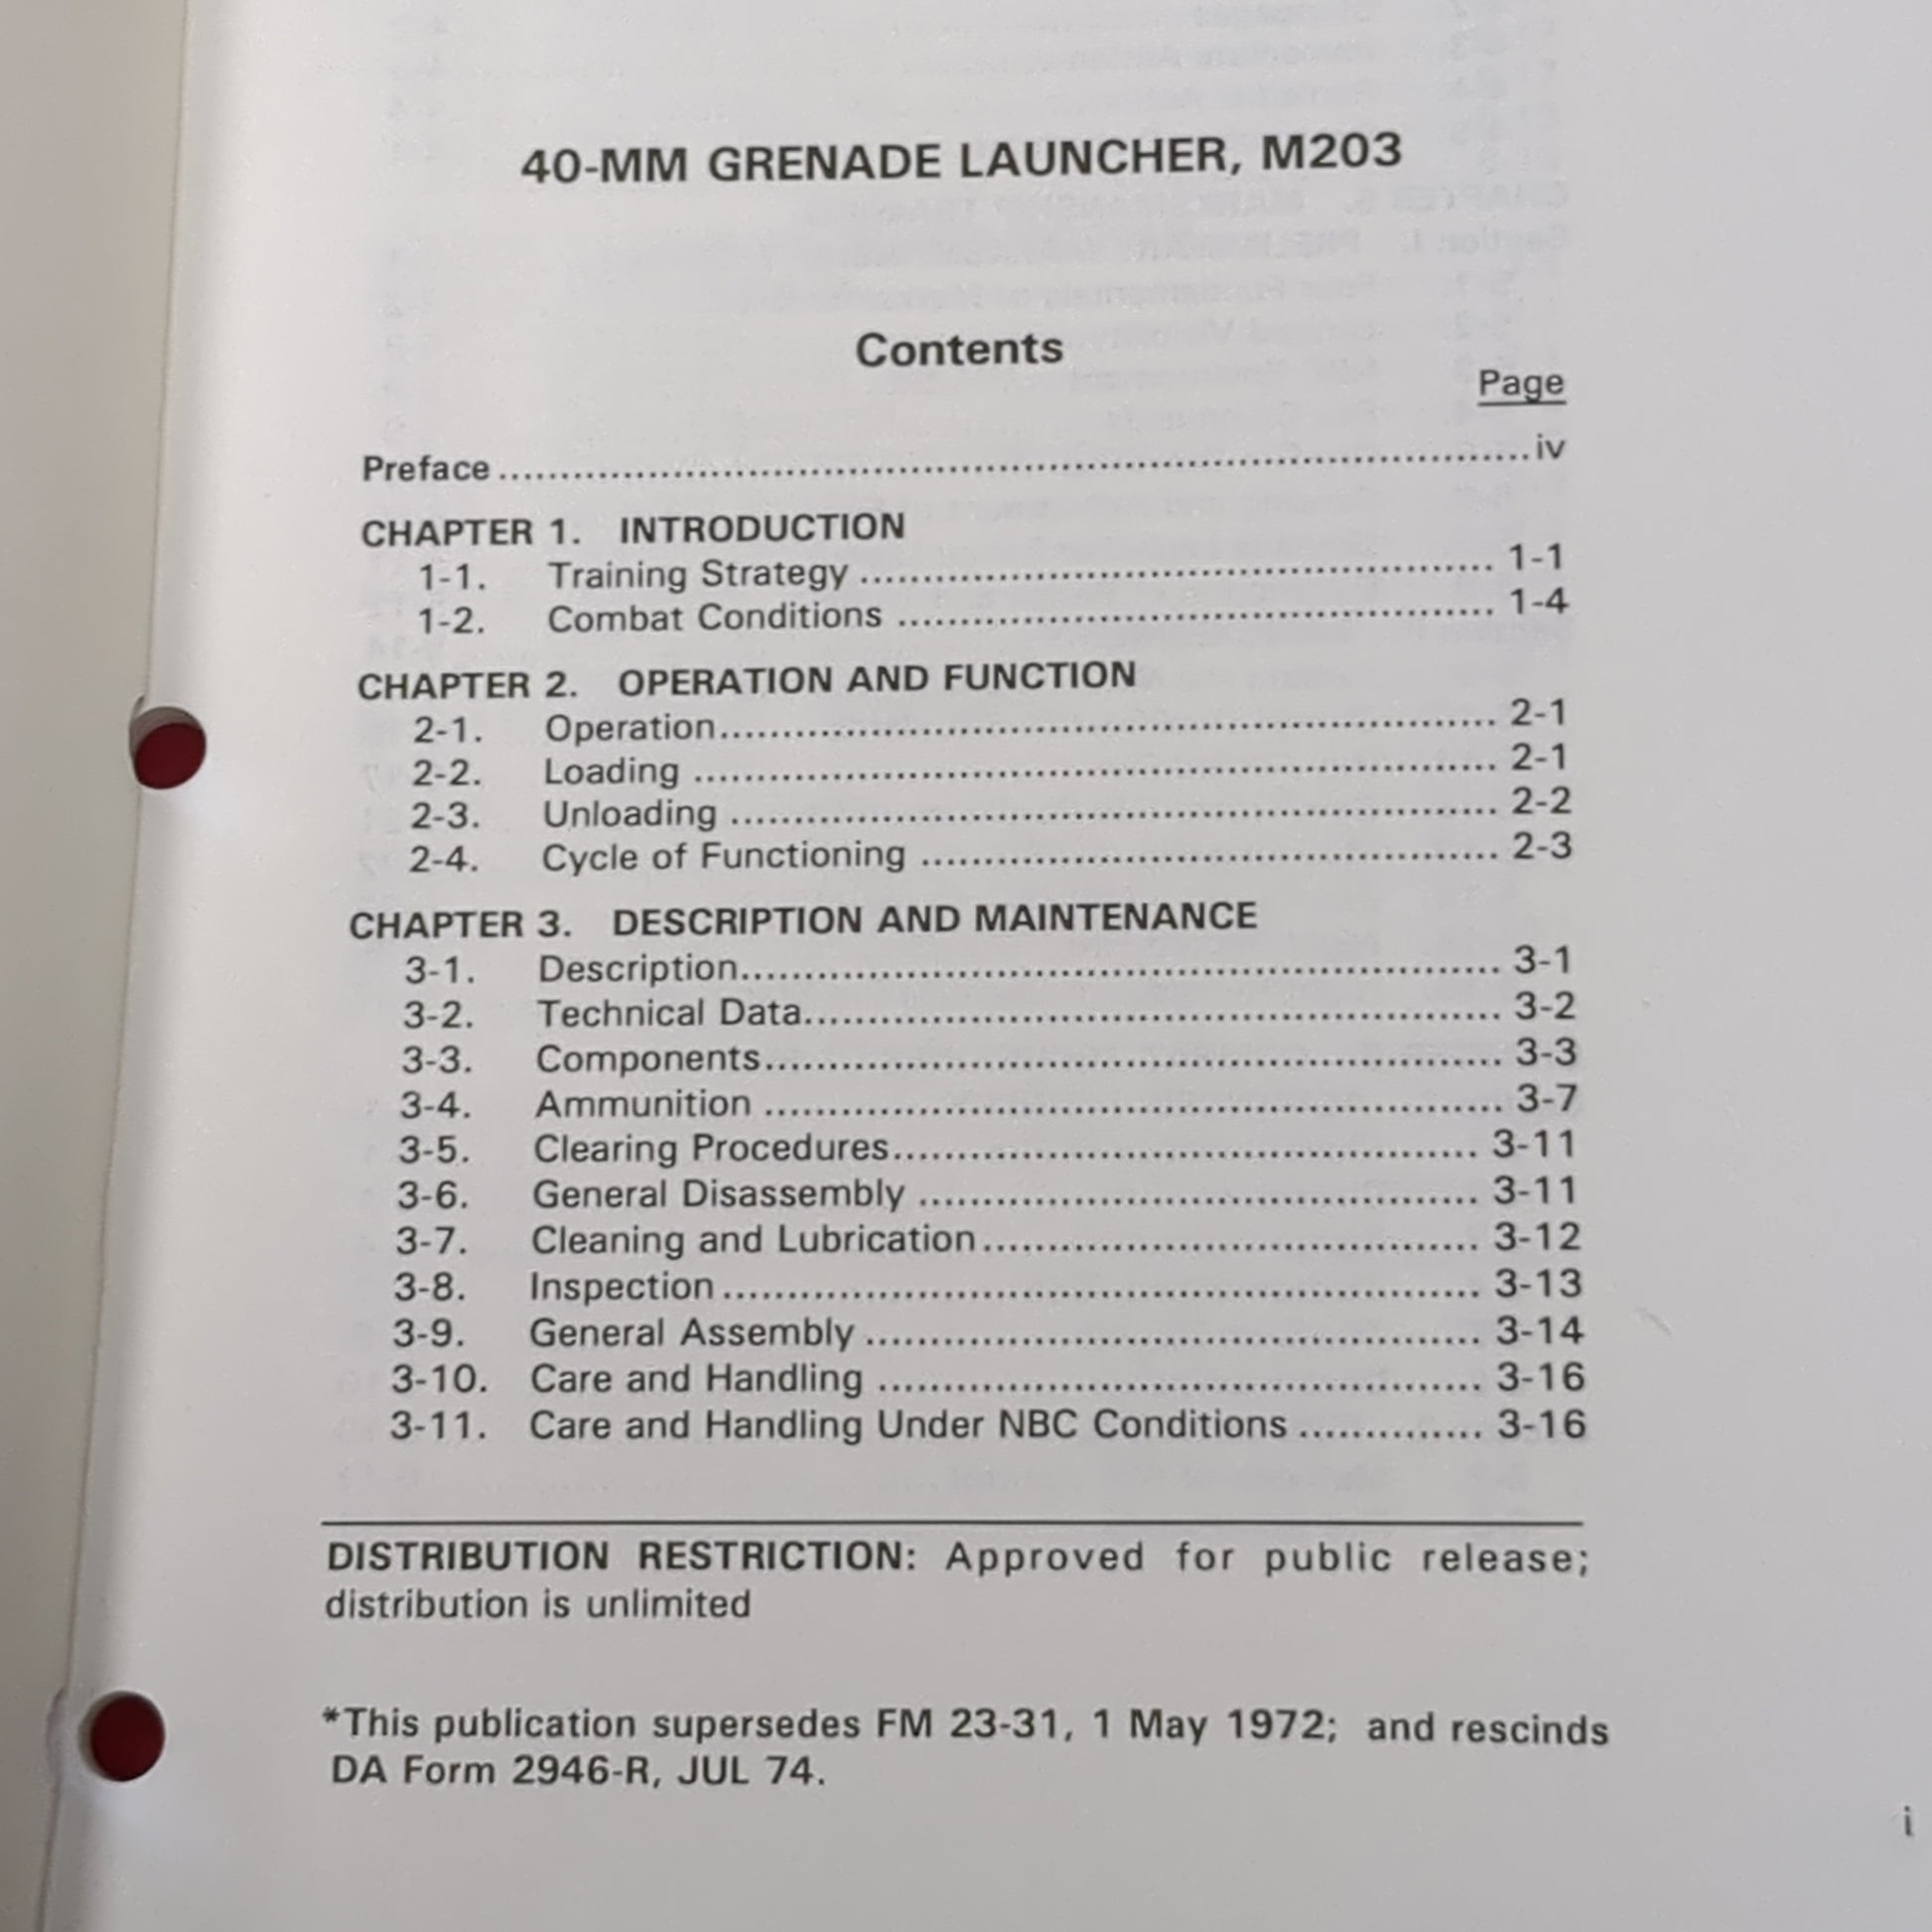 40-MM GRENADE LAUNCHER, M203
Contents
Page
Preface ........................................................................ iv
CHAPTER 1. INTRODUCTION
1-1. Training Strategy .................................................. 1-1
1-2. Combat Conditions ............................................... 1-4
CHAPTER 2. OPERATION AND FUNCTION
2-1. Operation............................................................ 2-1
2-2. Loading .............................................................. 2-1
2-3. Unloading ........................................................... 2-2
2-4. Cycle of Functioning ............................................. 2-3
CHAPTER 3. DESCRIPTION AND MAINTENANCE
3-1. Description.......................................................... 3-1
3-2. Technical Data..................................................... 3-2
3-3. Components........................................................ 3-3
3-4. Ammunition ........................................................ 3-7
3-5. Clearing Procedures............................................. 3-11
3-6. General Disassembly ........................................... 3-11
3-7. Cleaning and Lubrication...................................... 3-12
3-8. Inspection........................................................... 3-13
3-9. General Assembly ............................................... 3-14
3-10. Care and Handling .............................................. 3-16
3-11. Care and Handling Under NBC Conditions .............. 3-16
DISTRIBUTION RESTRICTION: Approved for public release;
distribution is unlimited
*This publication supersedes FM 23-31, 1 May 1972; and rescinds
DA Form 2946-R, JUL 74.
i